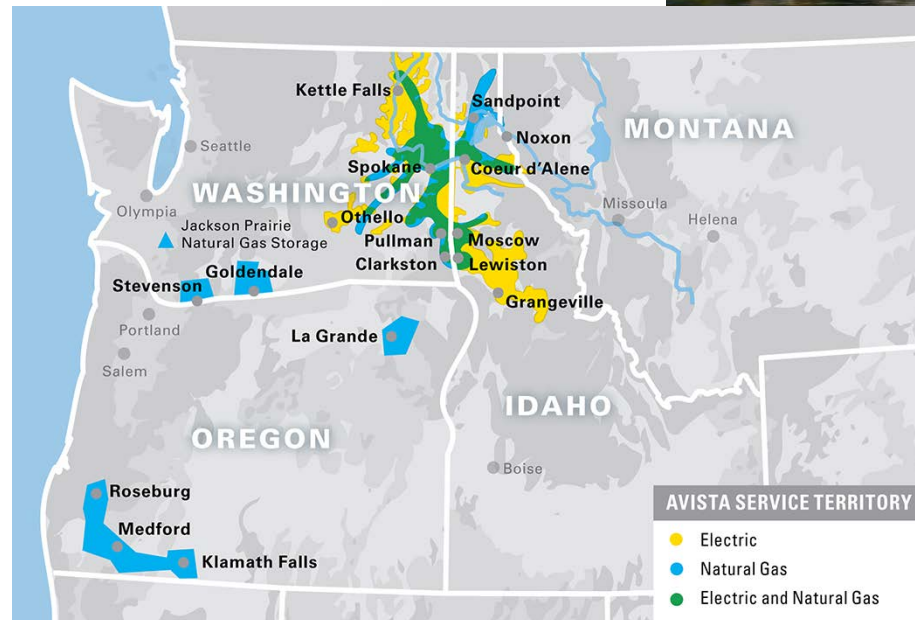 Kettle Falls
Sandpoint
Noxon
MONTANA
Seattle
Spokane
Coeur d'Alene
WASHINGTON
Missoula
Olympia
Othello
Helena
Jackson Prairie
Natural Gas Storage
Pullman
Moscow
Clarkston
Lewiston
Goldendale
Stevenson
Grangeville
Portland
La Grande
Salem
IDAHO
OREGON
Boise
Roseburg
Medford
Klamath Falls
AVISTA SERVICE TERRITORY
Electric
Natural Gas
Electric and Natural Gas